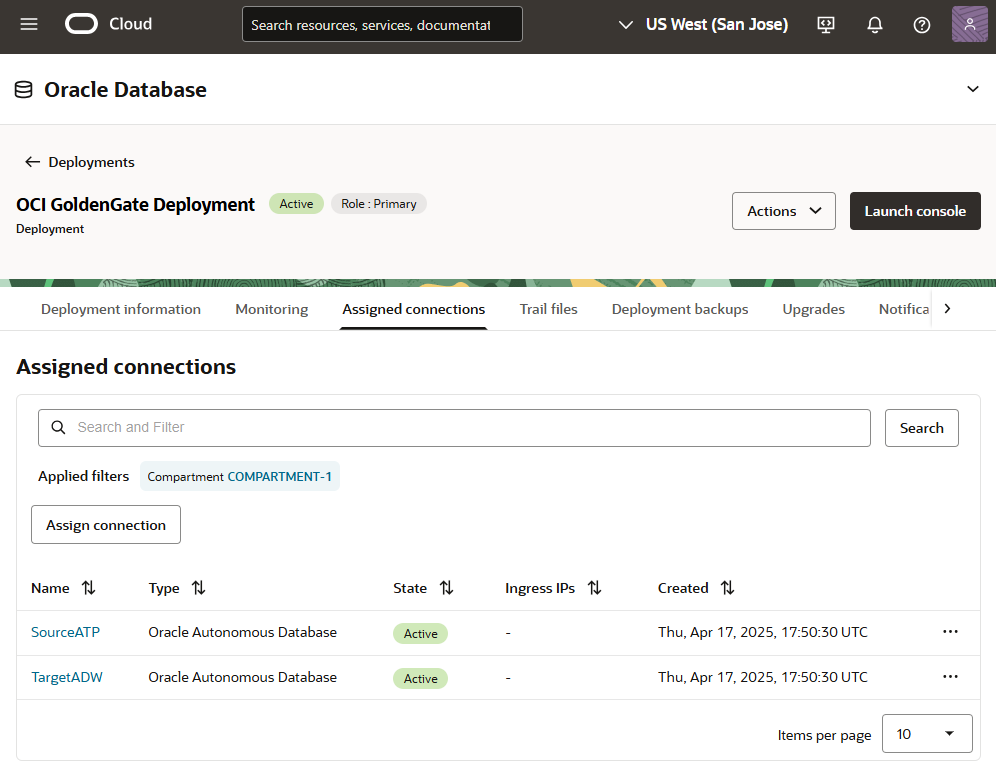 Cloud
Search resources, services, documentat
US West (San Jose)
Oracle Database
Deployments
OCI GoldenGate Deployment Active Role : Primary
Deployment
Actions Launch console
Deployment information Monitoring Assigned connections Trail files Deployment backups Upgrades Notifica
Assigned connections
Search and Filter Search
Applied filters Compartment COMPARTMENT-1
Assign connection
Name Type State Ingress IPs Created
SourceATP Oracle Autonomous Database Active - Thu, Apr 17, 2025, 17:50:30 UTC
TargetADW Oracle Autonomous Database Active - Thu, Apr 17, 2025, 17:50:30 UTC
Items per page 10